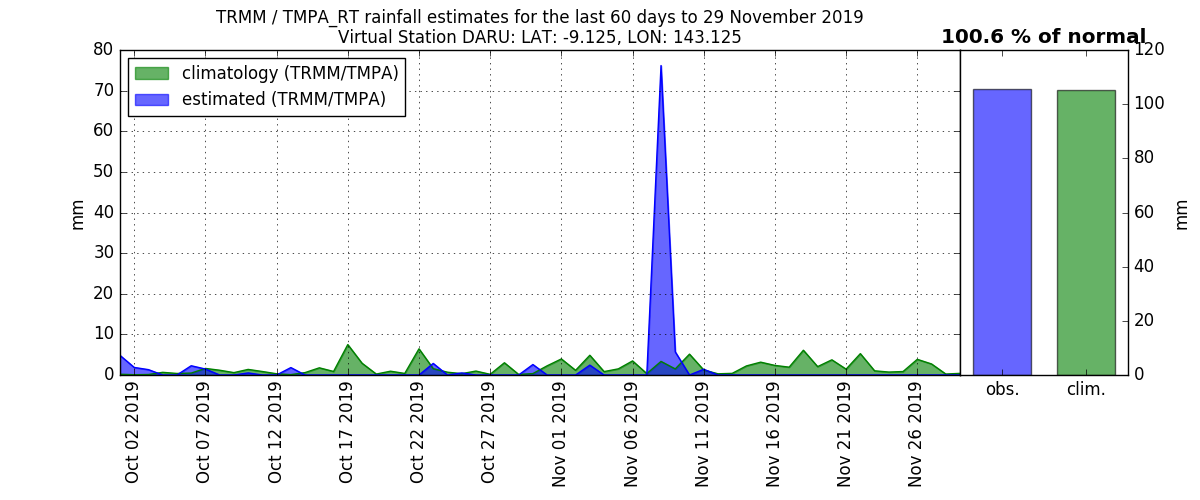 TRMM / TMPA_RT rainfall estimates for the last 60 days to 29 November 2019
Virtual Station DARU: LAT: -9.125, LON: 143.125
100.6 % of normal
climatology (TRMM/TMPA)
estimated (TRMM/TMPA)
80
70
60
50
40
30
20
10
0
mm
Oct 02 2019
Oct 07 2019
Oct 12 2019
Oct 17 2019
Oct 22 2019
Oct 27 2019
Nov 01 2019
Nov 06 2019
Nov 11 2019
Nov 16 2019
Nov 21 2019
Nov 26 2019
120
100
80
60
40
20
0
mm
obs.
clim.